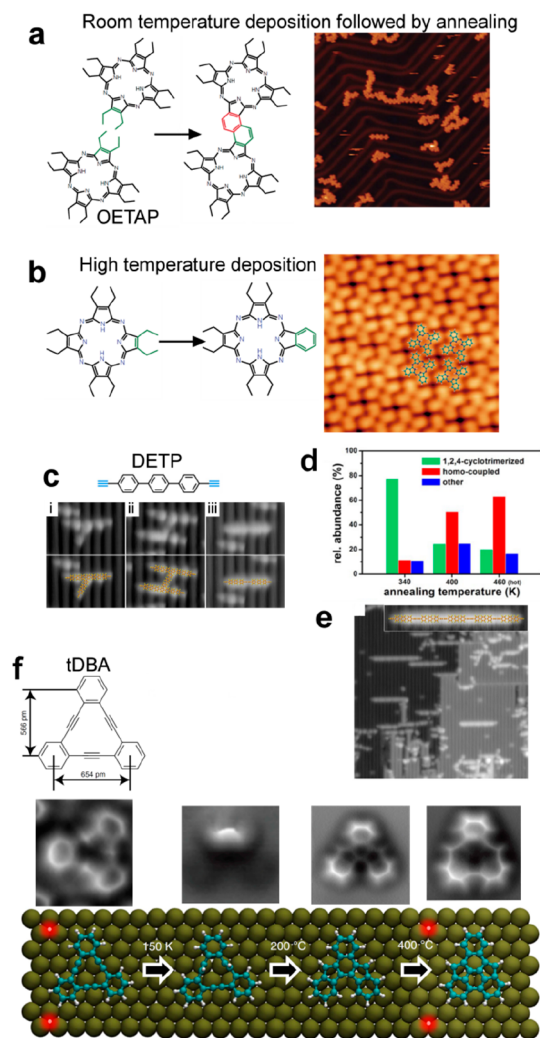 Room temperature deposition followed by annealing
a
OETAP
b
High temperature deposition
c
DETP
i
ii
iii
d
1,2,4-cyclotrimerized
homo-coupled
other
rel. abundance (%)
100
80
60
40
20
0
340
400
460 (hot)
annealing temperature (K)
e
f
tDBA
566 pm
654 pm
150 K
200 °C
400 °C